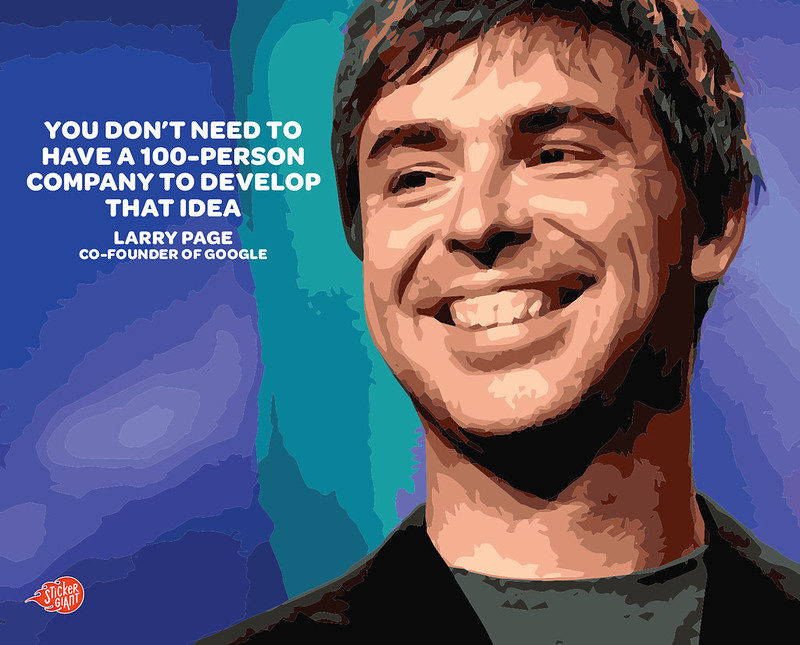 YOU DON'T NEED TO
HAVE A 100-PERSON
COMPANY TO DEVELOP
THAT IDEA
LARRY PAGE
CO-FOUNDER OF GOOGLE
STICKER
GIANT